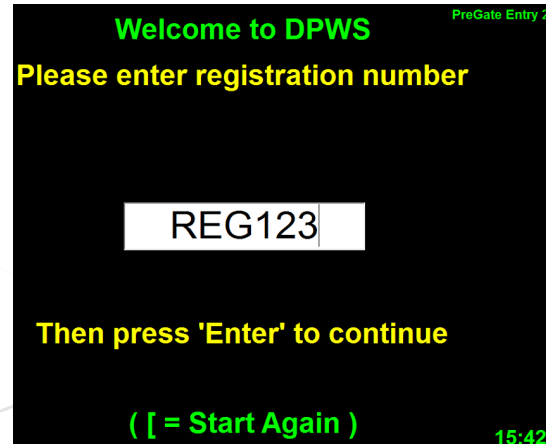 Welcome to DPWS
PreGate Entry 2
Please enter registration number
REG123
Then press 'Enter' to continue
( [ = Start Again )
15:42